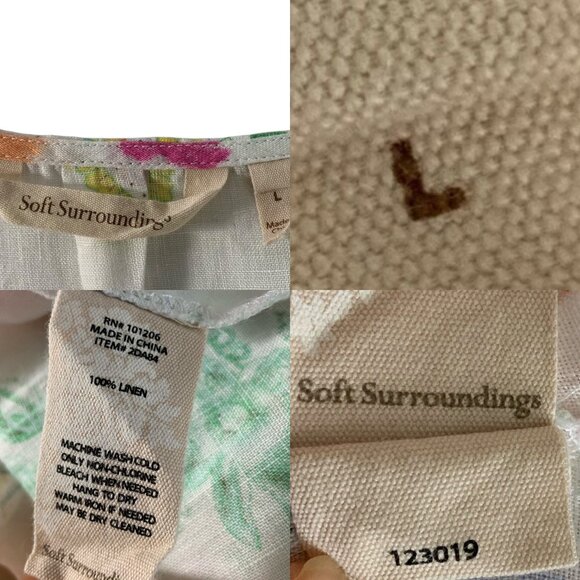 Soft Surroundings
L
L
RN# 101206
MADE IN CHINA
ITEM# 2DA84
100% LINEN
MACHINE WASH COLD
ONLY NON-CHLORINE
BLEACH WHEN NEEDED
HANG TO DRY
WARM IRON IF NEEDED
MAY BE DRY CLEANED
Soft Surroundings
Soft Surroundings
123019